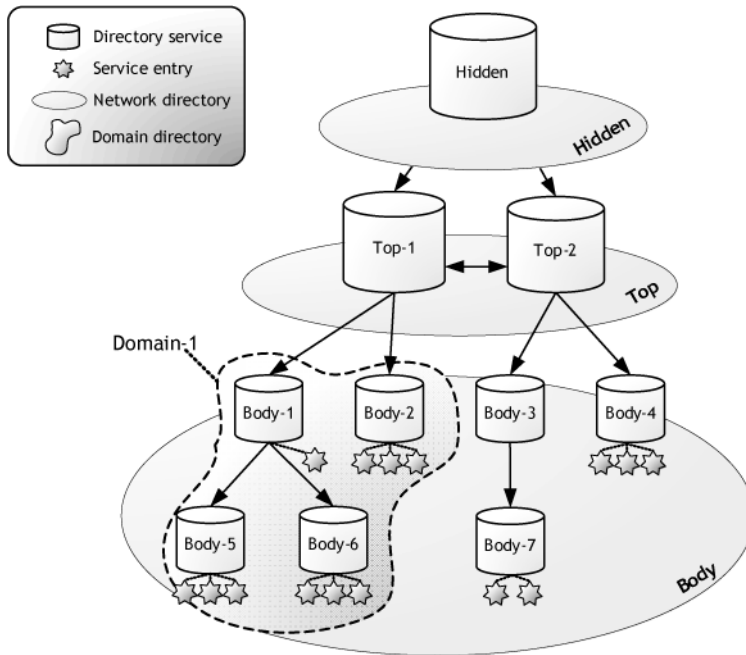 Directory service
Service entry
Network directory
Domain directory
Hidden
Hidden
Top-1
Top-2
Top
Domain-1
Body-1
Body-2
Body-3
Body-4
Body-5
Body-6
Body-7
Body